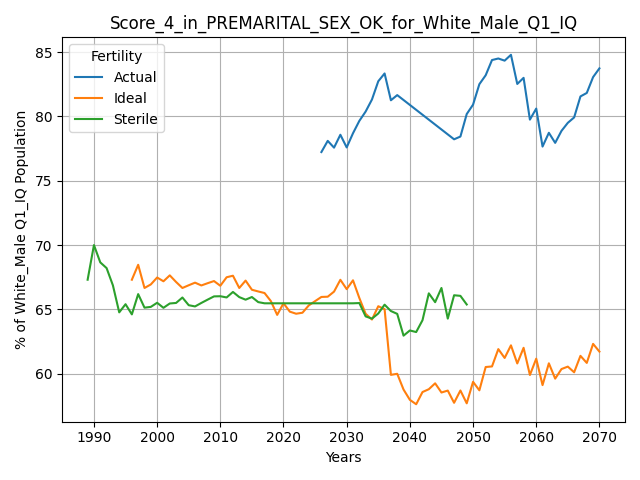 Score_4_in_PREMARITAL_SEX_OK_for_White_Male_Q1_IQ
Fertility
Actual
Ideal
Sterile
% of White_Male Q1_IQ Population
85
80
75
70
65
60
1990
2000
2010
2020
2030
2040
2050
2060
2070
Years